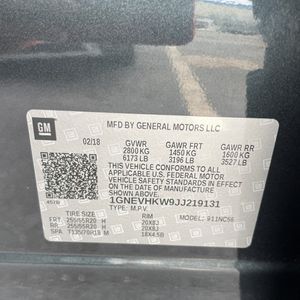 GM
MFD BY GENERAL MOTORS LLC
02/18
GVWR GAWR FRT GAWR RR
2800 KG 1450 KG 1600 KG
6173 LB 3196 LB 3527 LB
THIS VEHICLE CONFORMS TO ALL
APPLICABLE U.S. FEDERAL MOTOR
VEHICLE SAFETY STANDARDS IN
EFFECT ON THE DATE OF
MANUFACTURE SHOWN ABOVE.
1GNEVHKW9JJ219131
TYPE: M.P.V. MODEL:
TIRE SIZE RIM
FRT 255/55R20 H 20X8J
RR 255/55R20 H 20X8J
SPA T135/70R18 M 18X4.5B